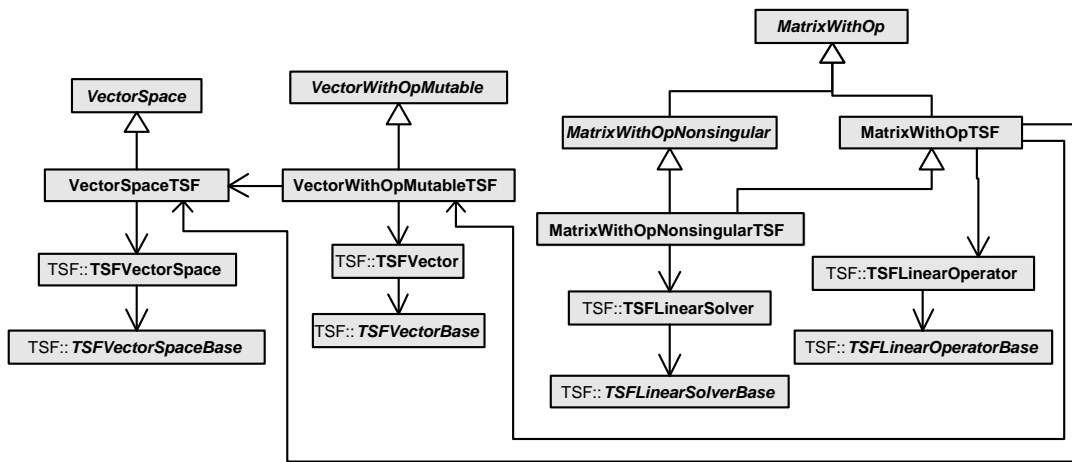 MatrixWithOp
VectorSpace
VectorWithOpMutable
MatrixWithOpNonsingular
MatrixWithOpTSF
VectorSpaceTSF
VectorWithOpMutableTSF
MatrixWithOpNonsingularTSF
TSF::TSFVectorSpace
TSF::TSFVector
TSF::TSFLinearSolver
TSF::TSFLinearOperator
TSF:: TSFVectorSpaceBase
TSF:: TSFVectorBase
TSF:: TSFLinearOperatorBase
TSF:: TSFLinearSolverBase